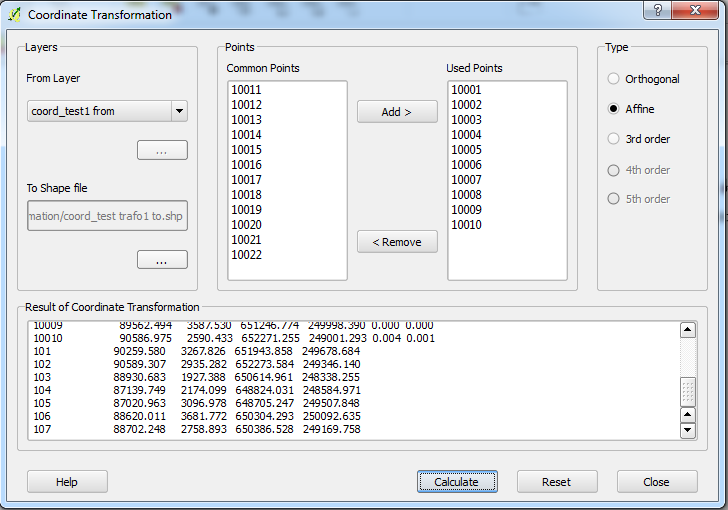 Coordinate Transformation
Layers
From Layer
coord_test1 from
...
To Shape file
mation/coord_test trafo1 to.shp
...
Points
Common Points
10011
10012
10013
10014
10015
10016
10017
10018
10019
10020
10021
10022
Add >
< Remove
Used Points
10001
10002
10003
10004
10005
10006
10007
10008
10009
10010
Type
Orthogonal
Affine
3rd order
4th order
5th order
Result of Coordinate Transformation
10009 89562.494 3587.530 651246.774 249998.390 0.000 0.000
10010 90586.975 2590.433 652271.255 249001.293 0.004 0.001
101 90259.580 3267.826 651943.858 249678.684
102 90589.307 2935.282 652273.584 249346.140
103 88930.683 1927.388 650614.961 248338.255
104 87139.749 2174.099 648824.031 248584.971
105 87020.963 3096.978 648705.247 249507.848
106 88620.011 3681.772 650304.293 250092.635
107 88702.248 2758.893 650386.528 249169.758
Help
Calculate
Reset
Close